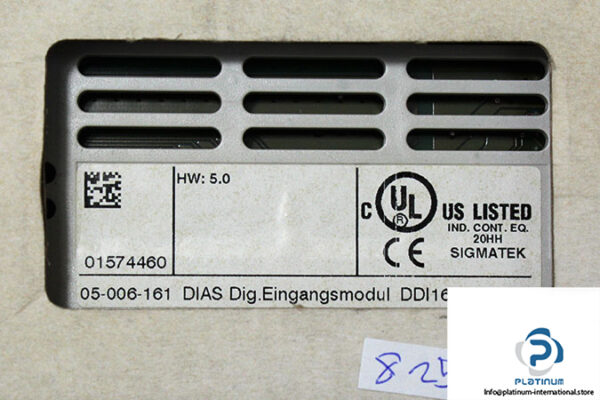 HW: 5.0
01574460
C UL US LISTED
®
IND. CONT. EQ.
20HH
CE SIGMATEK
05-006-161 DIAS Dig.Eingangsmodul DDI16
PLATINUM
Info@platinum-international.store